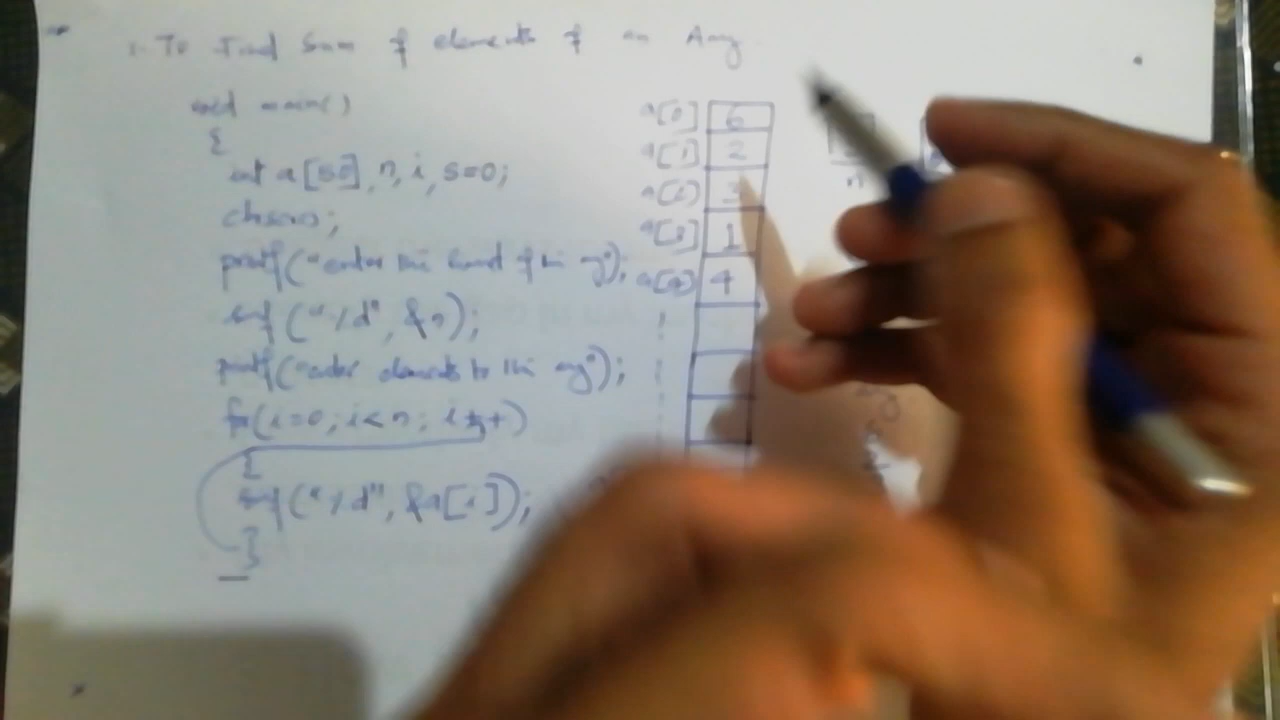 1. To Find Sum of elements of an Array
void main()
{
int a[50], n, i, s=0;
clrscr();
printf("enter the limit of the array");
scanf("%d", &n);
printf("enter elements to the array");
for(i=0; i<n; i++)
{
scanf("%d", &a[i]);
}
a[0] 6
a[1] 2
a[2] 3
a[3] 1
a[4] 4
n